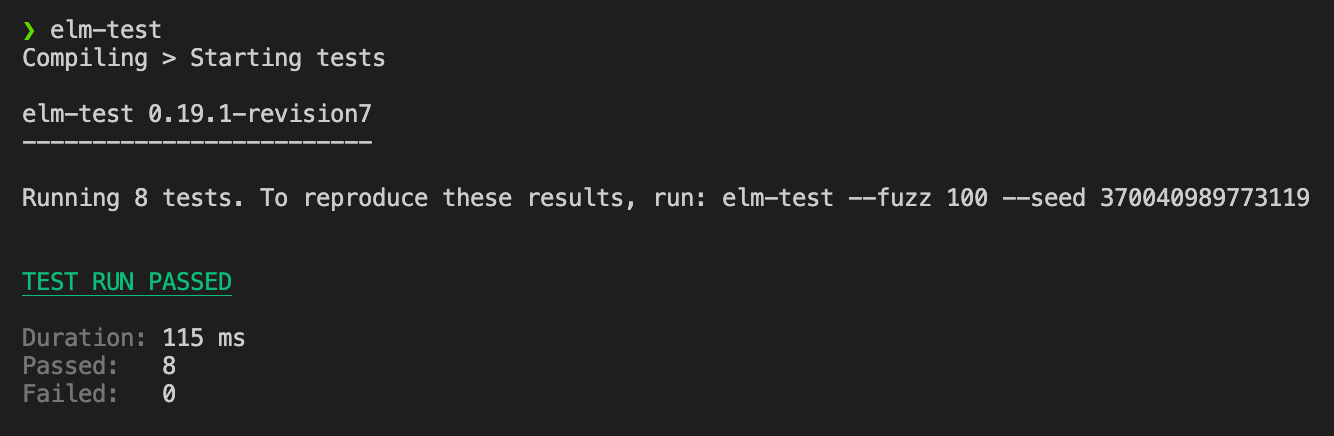 ❯ elm-test
Compiling > Starting tests
elm-test 0.19.1-revision7
-------------------------
Running 8 tests. To reproduce these results, run: elm-test --fuzz 100 --seed 370040989773119
TEST RUN PASSED
Duration: 115 ms
Passed:   8
Failed:   0